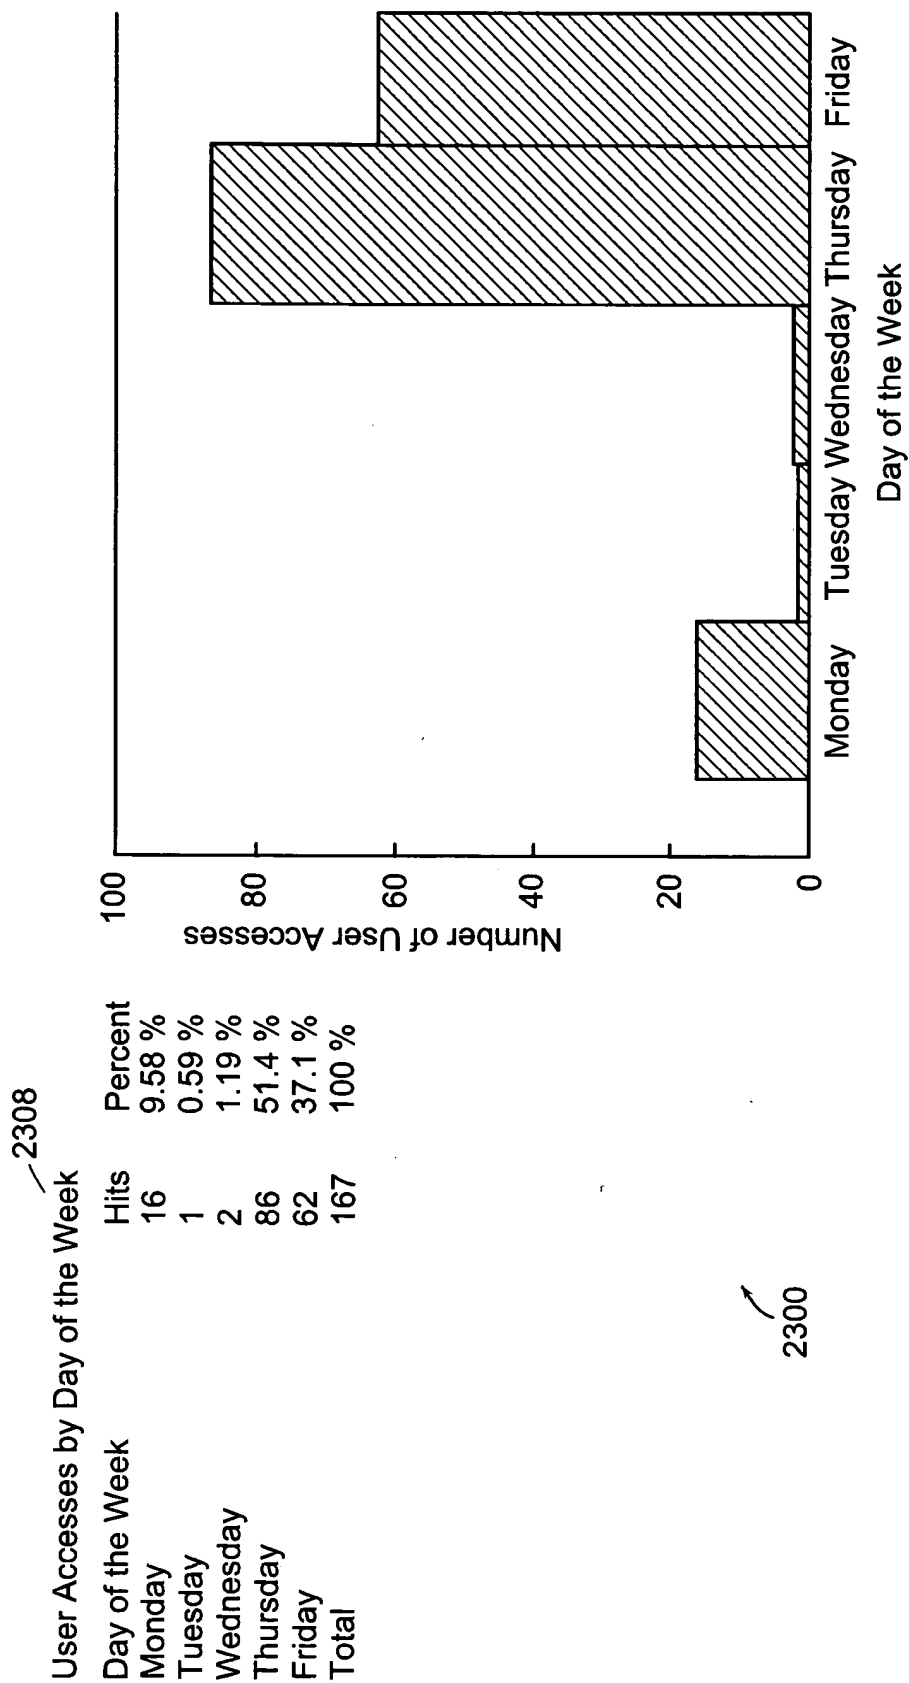 2308
User Accesses by Day of the Week
Day of the Week Hits Percent
Monday 16 9.58 %
Tuesday 1 0.59 %
Wednesday 2 1.19 %
Thursday 86 51.4 %
Friday 62 37.1 %
Total 167 100 %
2300
Number of User Accesses
100
80
60
40
20
0
Monday Tuesday Wednesday Thursday Friday
Day of the Week